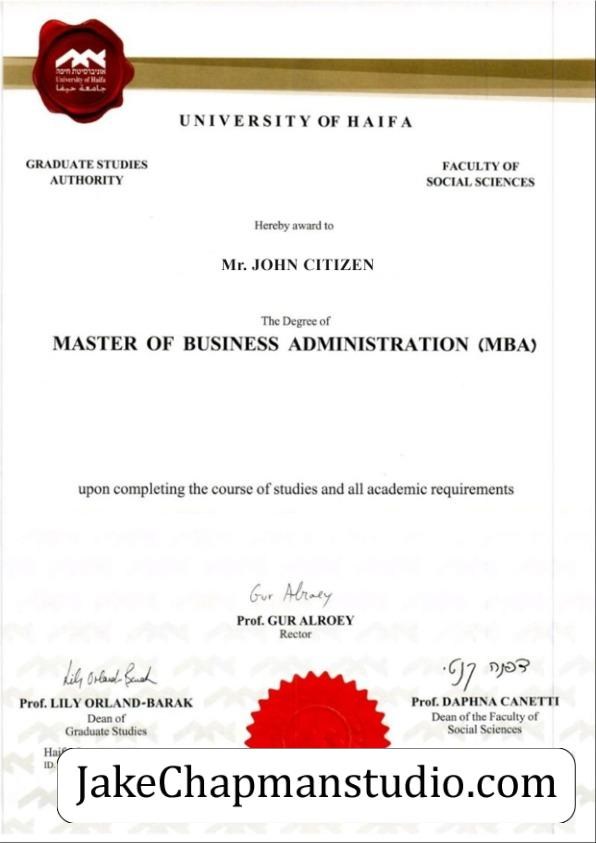 אוניברסיטת חיפה
University of Haifa
جامعة حيفا
UNIVERSITY OF HAIFA
GRADUATE STUDIES
AUTHORITY
FACULTY OF
SOCIAL SCIENCES
Hereby award to
Mr. JOHN CITIZEN
The Degree of
MASTER OF BUSINESS ADMINISTRATION (MBA)
upon completing the course of studies and all academic requirements
Gur Alroey
Prof. GUR ALROEY
Rector
Lily Orland-Barak
דפנה קנטי
Prof. LILY ORLAND-BARAK
Dean of
Graduate Studies
Prof. DAPHNA CANETTI
Dean of the Faculty of
Social Sciences
ID.
JakeChapmanstudio.com